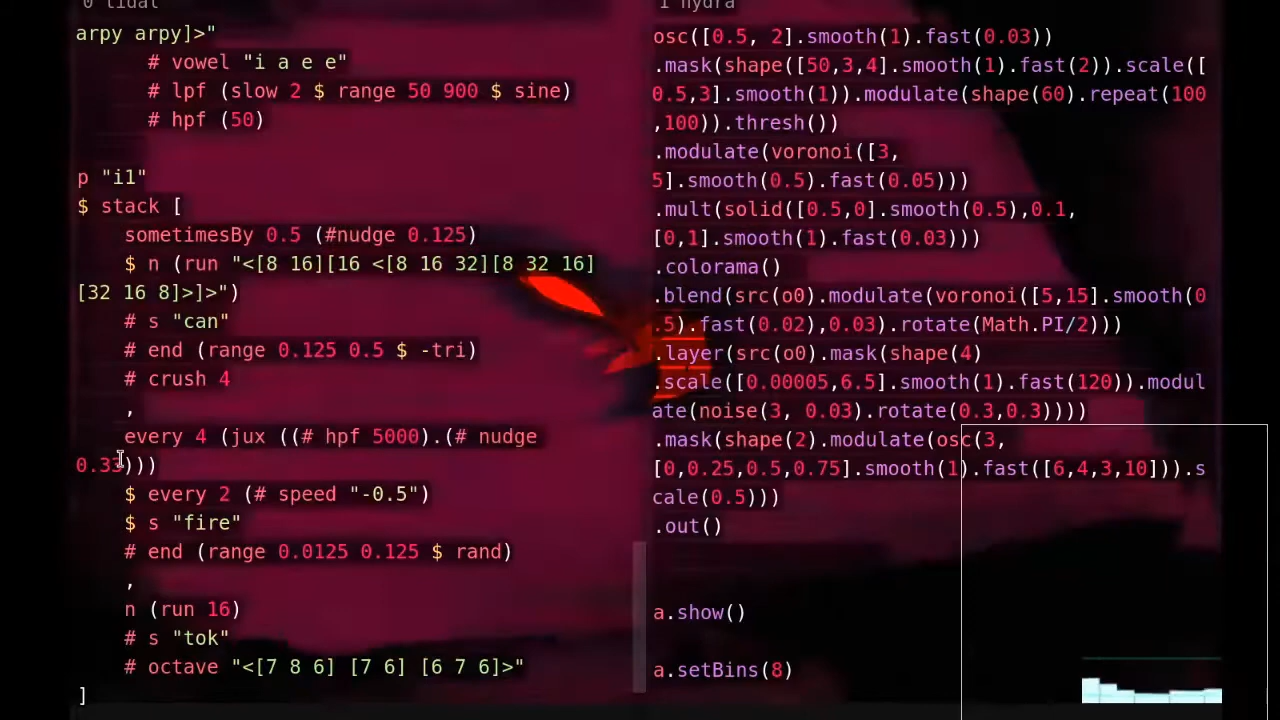 0 tidal
arpy arpy]>"
# vowel "i a e e"
# lpf (slow 2 $ range 50 900 $ sine)
# hpf (50)
p "i1"
$ stack [
sometimesBy 0.5 (#nudge 0.125)
$ n (run "<[8 16][16 <[8 16 32][8 32 16]
[32 16 8]>]>")
# s "can"
# end (range 0.125 0.5 $ -tri)
# crush 4
,
every 4 (jux ((# hpf 5000).(# nudge
0.33)))
$ every 2 (# speed "-0.5")
$ s "fire"
# end (range 0.0125 0.125 $ rand)
,
n (run 16)
# s "tok"
# octave "<[7 8 6] [7 6] [6 7 6]>"
]
1 hydra
osc([0.5, 2].smooth(1).fast(0.03))
.mask(shape([50,3,4].smooth(1).fast(2)).scale([
0.5,3].smooth(1)).modulate(shape(60).repeat(100
,100)).thresh())
.modulate(voronoi([3,
5].smooth(0.5).fast(0.05)))
.mult(solid([0.5,0].smooth(0.5),0.1,
[0,1].smooth(1).fast(0.03)))
.colorama()
.blend(src(o0).modulate(voronoi([5,15].smooth(0
.5).fast(0.02),0.03).rotate(Math.PI/2)))
.layer(src(o0).mask(shape(4)
.scale([0.00005,6.5].smooth(1).fast(120)).modul
ate(noise(3, 0.03).rotate(0.3,0.3))))
.mask(shape(2).modulate(osc(3,
[0,0.25,0.5,0.75].smooth(1).fast([6,4,3,10])).s
cale(0.5)))
.out()
a.show()
a.setBins(8)